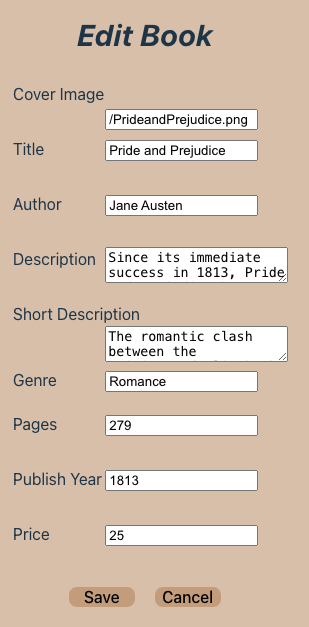 Edit Book
Cover Image
/PrideandPrejudice.png
Title
Pride and Prejudice
Author
Jane Austen
Description
Since its immediate
success in 1813, Pride
Short Description
The romantic clash
between the
Genre
Romance
Pages
279
Publish Year
1813
Price
25
Save
Cancel